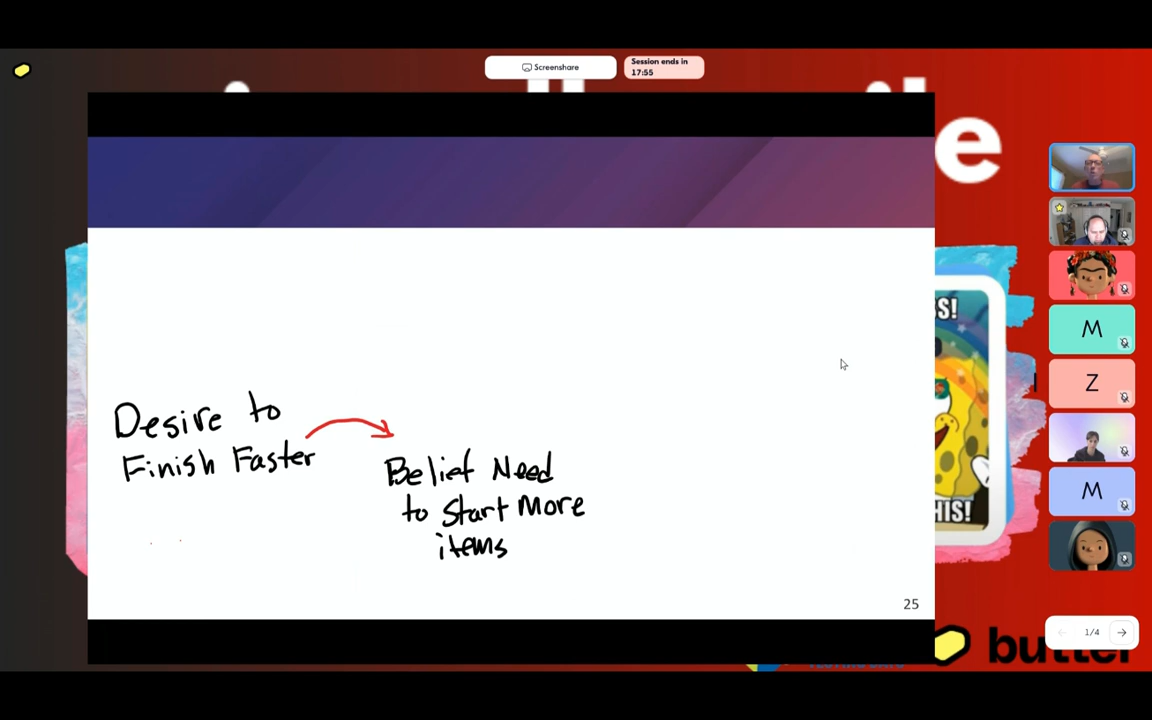 Screenshare
Session ends in
17:55
e
S!
M
Z
Desire to
Finish Faster
Belief Need
to Start More
items
M
HIS!
25
1/4
butter